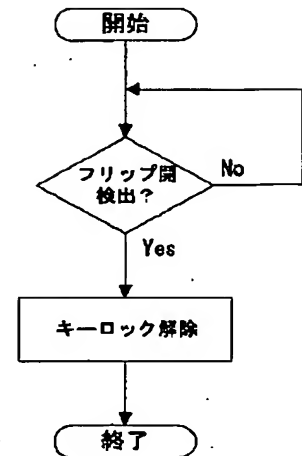 開始
フリップ開
検出？
No
Yes
キーロック解除
終了